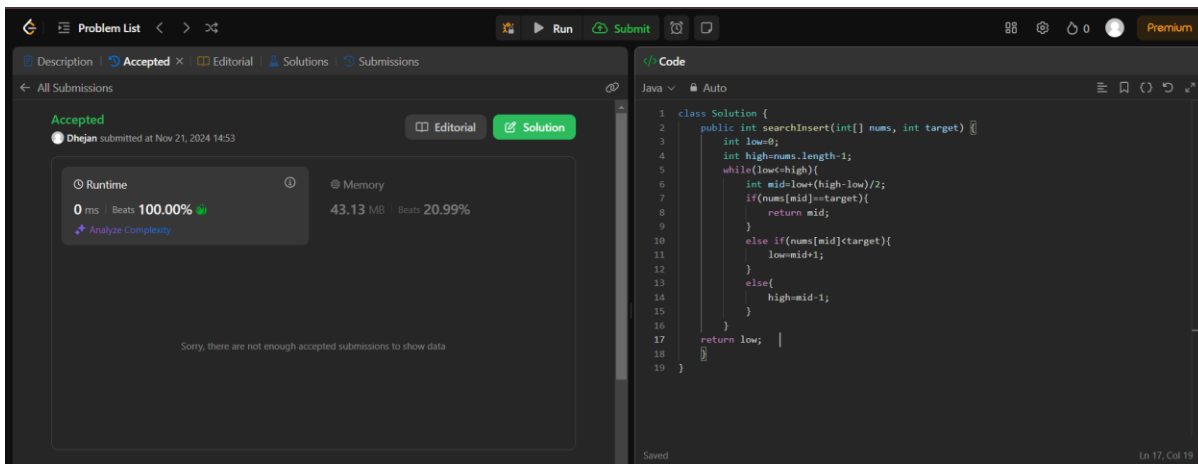 Problem List
Run
Submit
0
Premium
Description
Accepted
Editorial
Solutions
Submissions
All Submissions
Accepted
Dhejan submitted at Nov 21, 2024 14:53
Editorial
Solution
Runtime
0 ms
Beats 100.00%
Analyze Complexity
Memory
43.13 MB
Beats 20.99%
Sorry, there are not enough accepted submissions to show data
</> Code
Java
Auto
1 class Solution {
2 public int searchInsert(int[] nums, int target) {
3 int low=0;
4 int high=nums.length-1;
5 while(low<=high){
6 int mid=low+(high-low)/2;
7 if(nums[mid]==target){
8 return mid;
9 }
10 else if(nums[mid]<target){
11 low=mid+1;
12 }
13 else{
14 high=mid-1;
15 }
16 }
17 return low;
18 }
19 }
Saved
Ln 17, Col 19